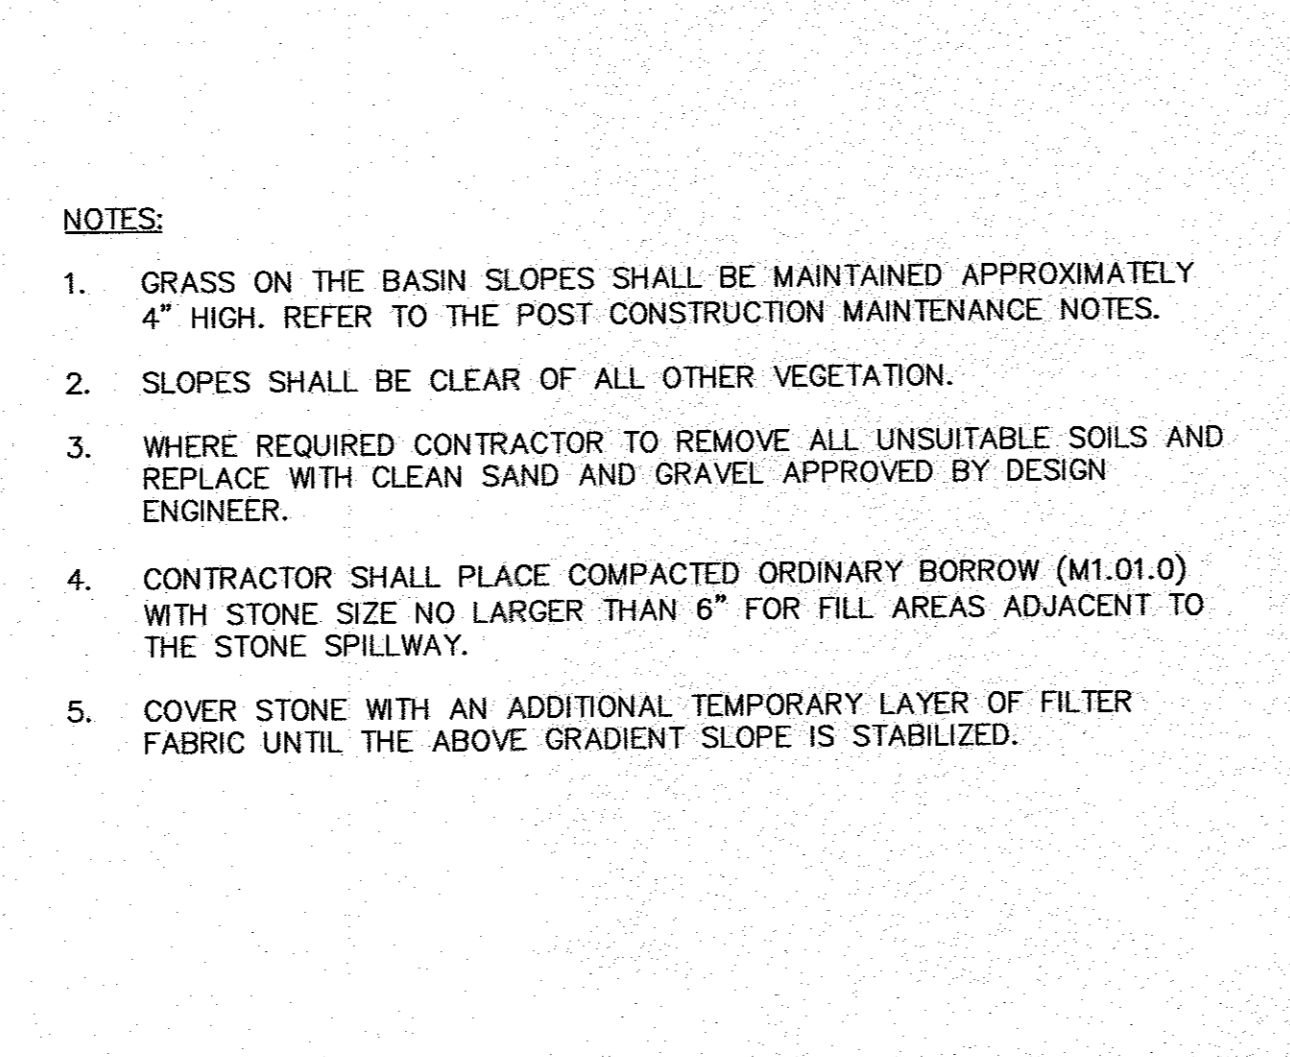 NOTES:
1. GRASS ON THE BASIN SLOPES SHALL BE MAINTAINED APPROXIMATELY
4" HIGH. REFER TO THE POST CONSTRUCTION MAINTENANCE NOTES.
2. SLOPES SHALL BE CLEAR OF ALL OTHER VEGETATION.
3. WHERE REQUIRED CONTRACTOR TO REMOVE ALL UNSUITABLE SOILS AND
REPLACE WITH CLEAN SAND AND GRAVEL APPROVED BY DESIGN
ENGINEER.
4. CONTRACTOR SHALL PLACE COMPACTED ORDINARY BORROW (M1.01.0)
WITH STONE SIZE NO LARGER THAN 6" FOR FILL AREAS ADJACENT TO
THE STONE SPILLWAY.
5. COVER STONE WITH AN ADDITIONAL TEMPORARY LAYER OF FILTER
FABRIC UNTIL THE ABOVE GRADIENT SLOPE IS STABILIZED.